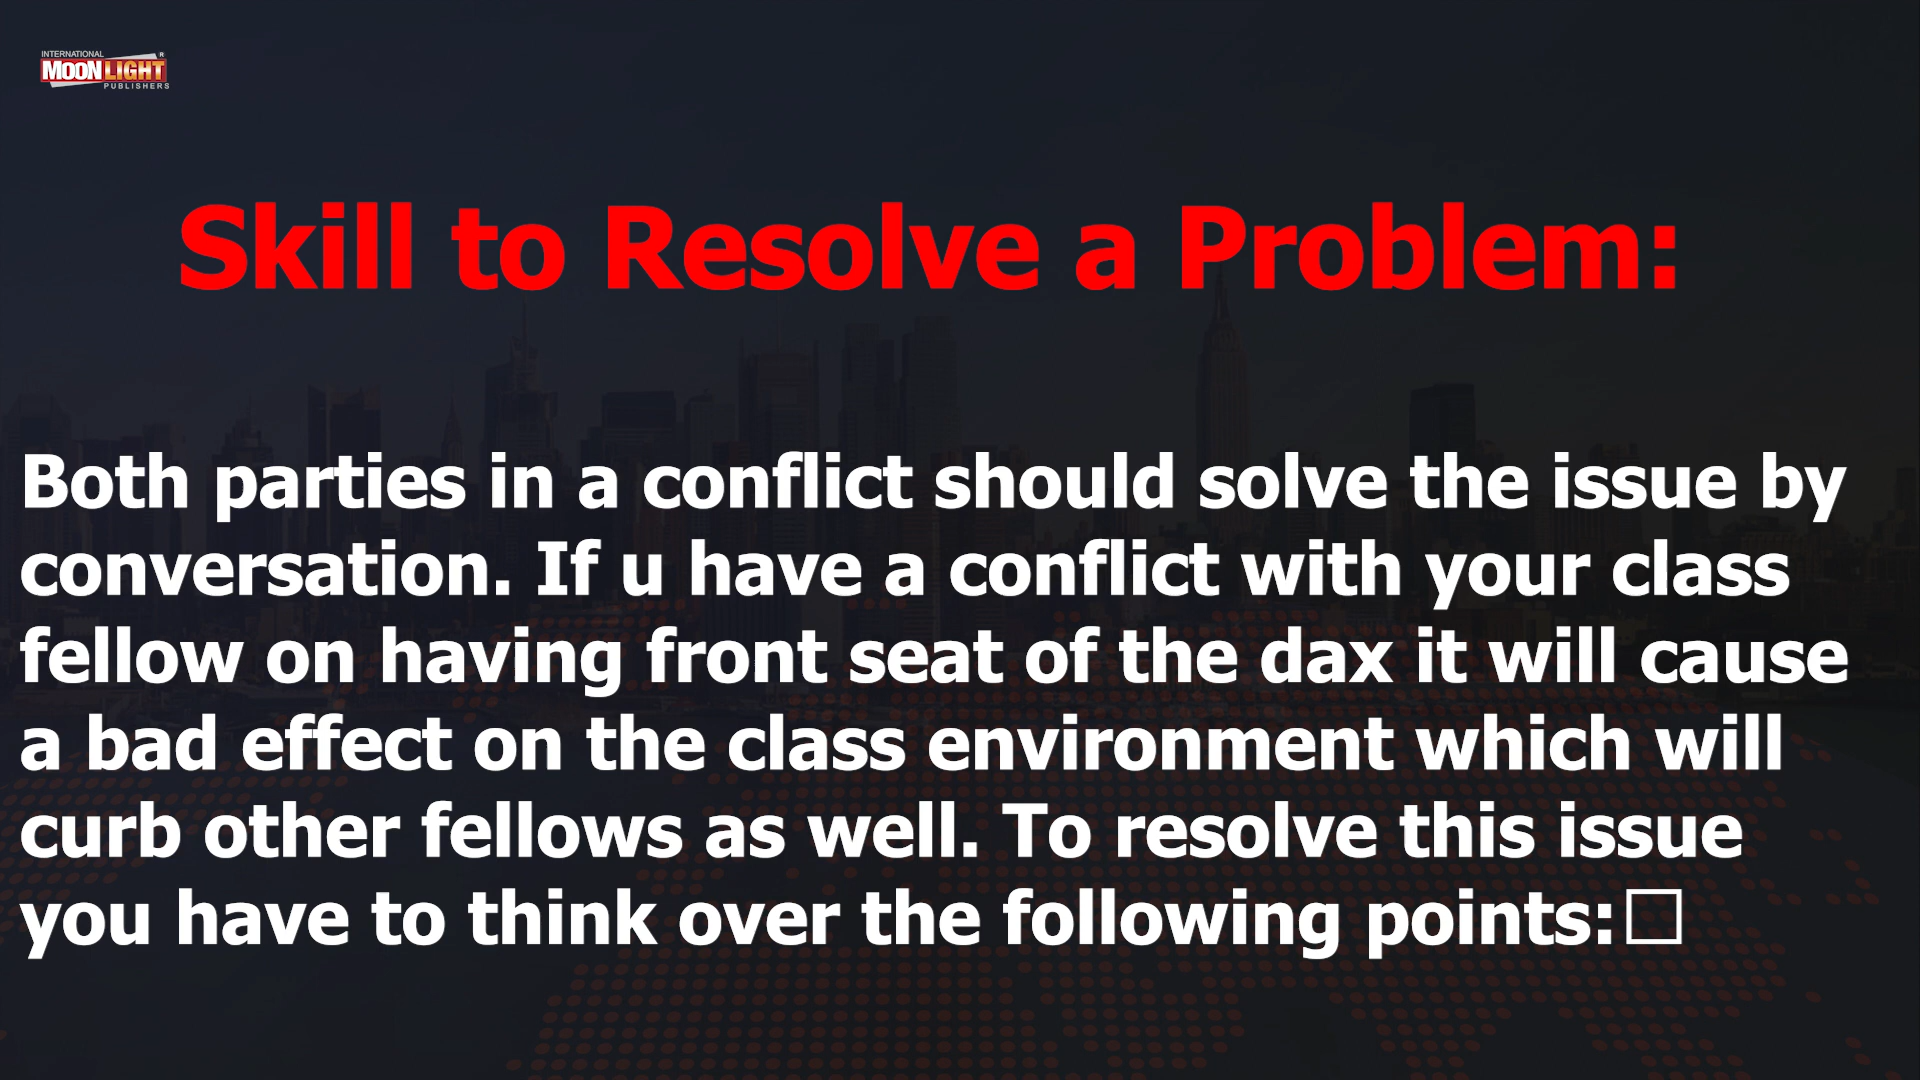 INTERNATIONAL
MOONLIGHT ®
PUBLISHERS
Skill to Resolve a Problem:
Both parties in a conflict should solve the issue by
conversation. If u have a conflict with your class
fellow on having front seat of the dax it will cause
a bad effect on the class environment which will
curb other fellows as well. To resolve this issue
you have to think over the following points:□